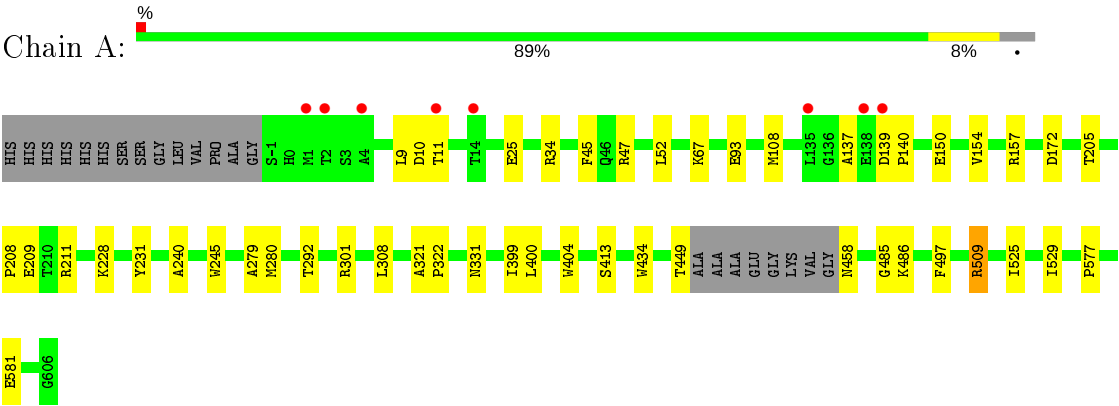 %
Chain A:
89% 8% •
HIS HIS HIS HIS HIS HIS SER SER GLY LEU VAL PRO ALA GLY S-1 H0 M1 T2 S3 A4 L9 D10 T11 T14 E25 R34 F45 Q46 R47 L52 K67 E93 M108 L135 G136 A137 E138 D139 P140 E150 V154 R157 D172 T205
P208 E209 T210 R211 K228 Y231 A240 W245 A279 M280 T292 R301 L308 A321 P322 N331 I399 L400 W404 S413 W434 T449 ALA ALA ALA GLU GLY LYS VAL GLY N458 G485 K486 F497 R509 I525 I529 P577
E581 G606